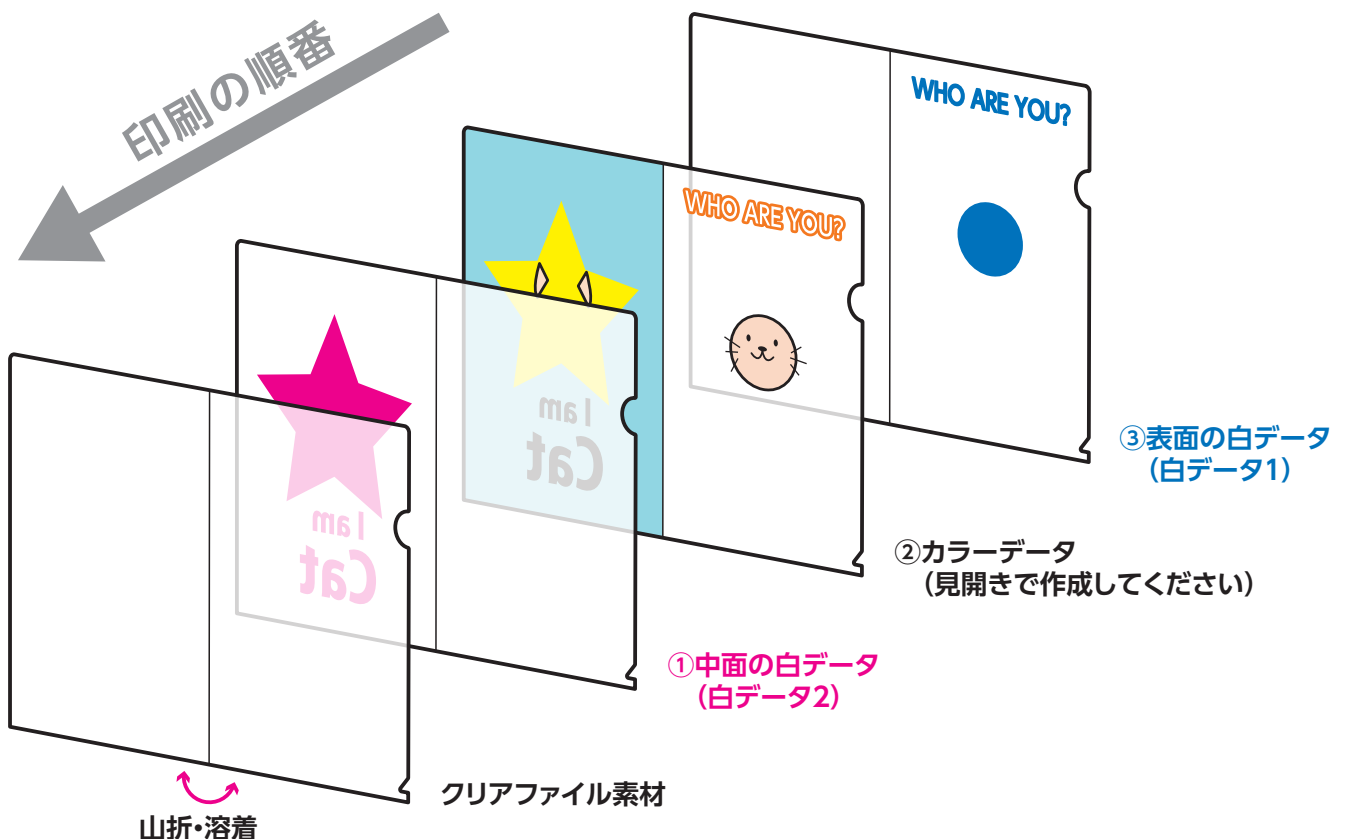 印刷の順番
WHO ARE YOU?
WHO ARE YOU?
I am
Cat
I am
Cat
③表面の白データ
（白データ1）
②カラーデータ
（見開きで作成してください）
①中面の白データ
（白データ2）
クリアファイル素材
山折・溶着